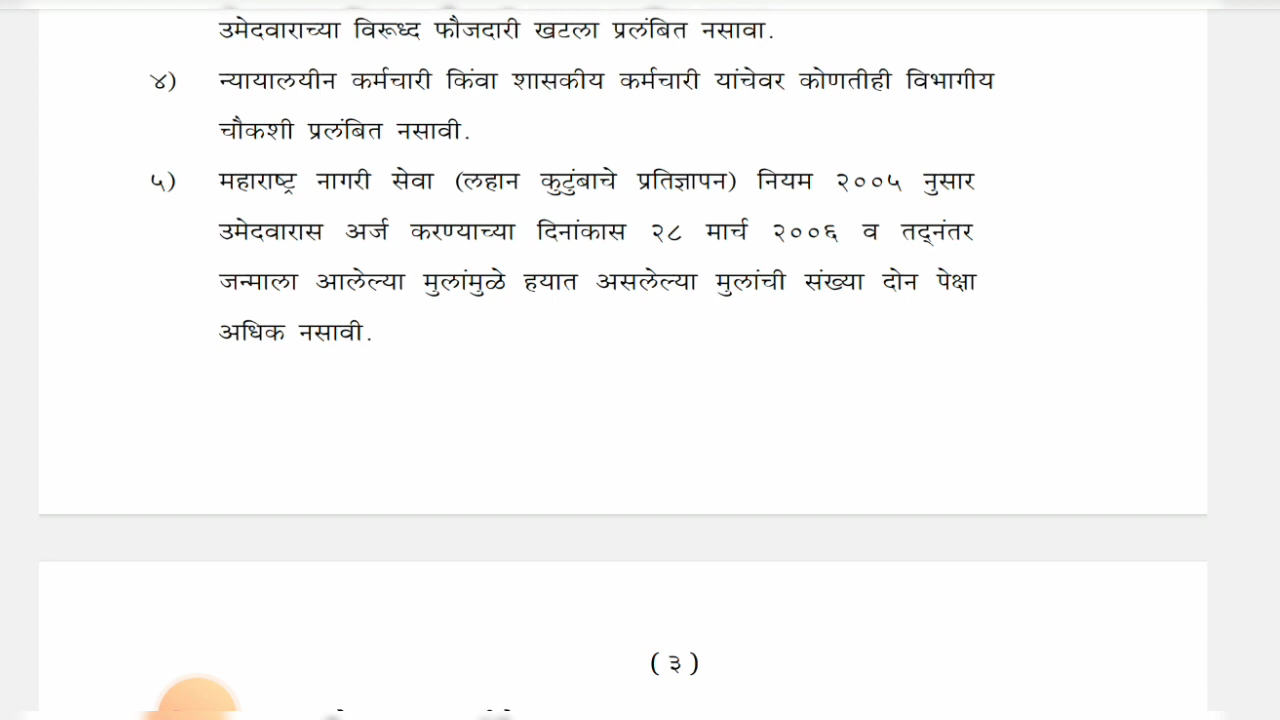 उमेदवाराच्या विरूध्द फौजदारी खटला प्रलंबित नसावा.
४) न्यायालयीन कर्मचारी किंवा शासकीय कर्मचारी यांचेवर कोणतीही विभागीय
चौकशी प्रलंबित नसावी.
५) महाराष्ट्र नागरी सेवा (लहान कुटुंबाचे प्रतिज्ञापन) नियम २००५ नुसार
उमेदवारास अर्ज करण्याच्या दिनांकास २८ मार्च २००६ व तद्नंतर
जन्माला आलेल्या मुलांमुळे हयात असलेल्या मुलांची संख्या दोन पेक्षा
अधिक नसावी.
(३)